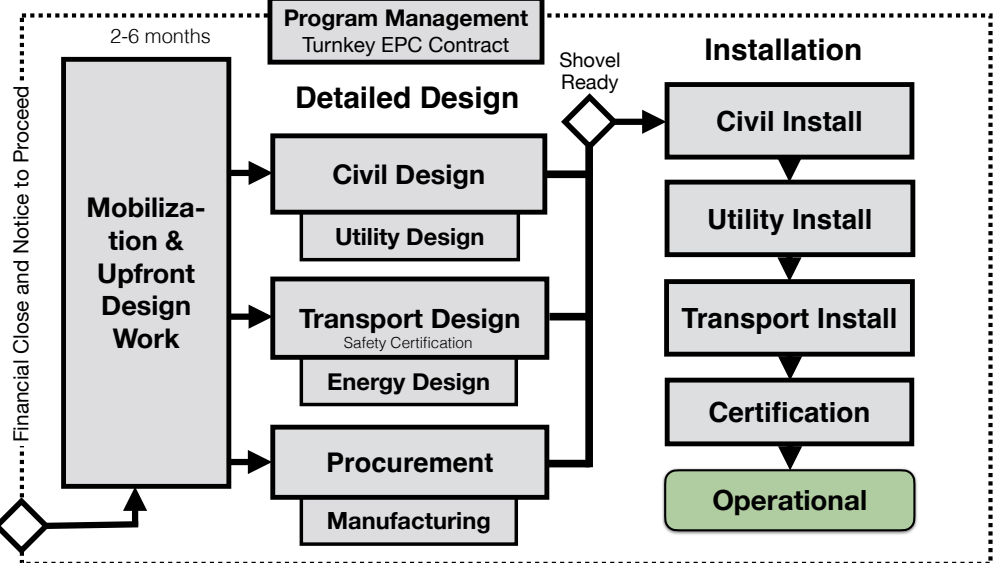 Program Management
Turnkey EPC Contract
2-6 months
Financial Close and Notice to Proceed
Mobiliza-
tion &
Upfront
Design
Work
Detailed Design
Civil Design
Utility Design
Transport Design
Safety Certification
Energy Design
Procurement
Manufacturing
Shovel
Ready
Installation
Civil Install
Utility Install
Transport Install
Certification
Operational